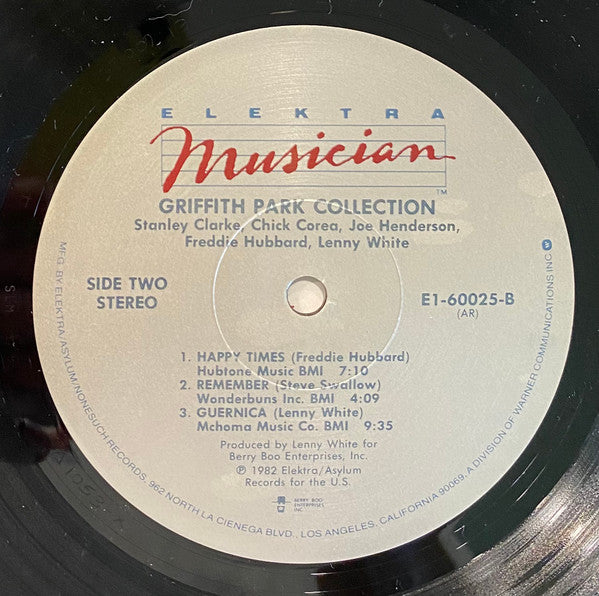 ELEKTRA
Musician
TM
GRIFFITH PARK COLLECTION
Stanley Clarke, Chick Corea, Joe Henderson,
Freddie Hubbard, Lenny White
SIDE TWO
STEREO
E1-60025-B
(AR)
1. HAPPY TIMES (Freddie Hubbard)
Hubtone Music BMI 7:10
2. REMEMBER (Steve Swallow)
Wonderbuns Inc. BMI 4:09
3. GUERNICA (Lenny White)
Mchoma Music Co. BMI 9:35
Produced by Lenny White for
Berry Boo Enterprises, Inc.
℗ 1982 Elektra/Asylum
Records for the U.S.
BERRY BOO
ENTERPRISES
INC
MFG. BY ELEKTRA/ASYLUM/NONESUCH RECORDS, 962 NORTH LA CIENEGA BLVD., LOS ANGELES, CALIFORNIA 90069. A DIVISION OF WARNER COMMUNICATIONS INC.